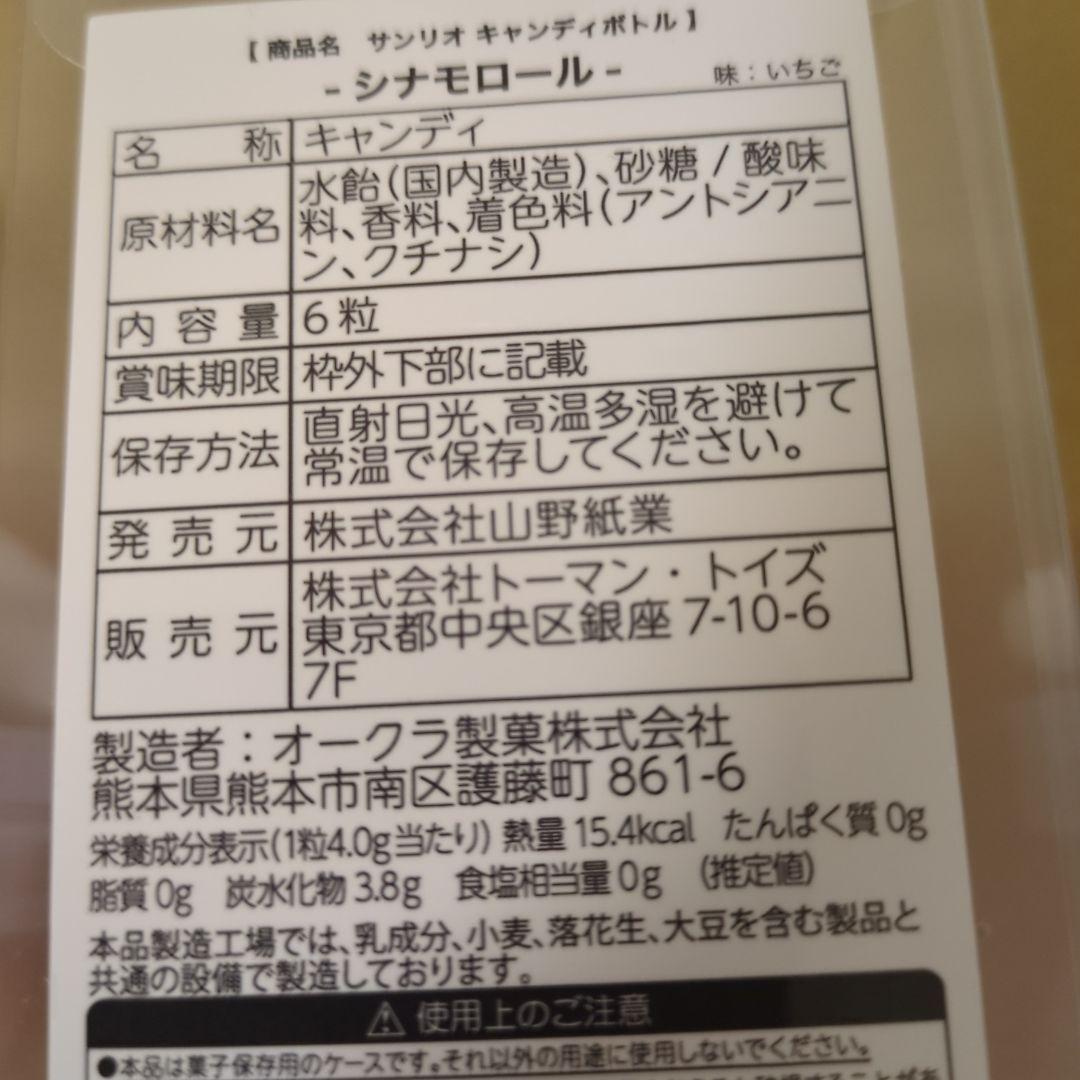 【 商品名　サンリオ キャンディボトル 】
- シナモロール -
味：いちご
名称 キャンディ
原材料名 水飴(国内製造)、砂糖 / 酸味
料、香料、着色料(アントシアニ
ン、クチナシ)
内容量 6 粒
賞味期限 枠外下部に記載
保存方法 直射日光、高温多湿を避けて
常温で保存してください。
発売元 株式会社山野紙業
販売元 株式会社トーマン・トイズ
東京都中央区銀座 7-10-6
7F
製造者：オークラ製菓株式会社
熊本県熊本市南区護藤町 861-6
栄養成分表示(1粒4.0g当たり) 熱量 15.4kcal　たんぱく質 0g
脂質 0g　炭水化物 3.8g　食塩相当量 0g　(推定値)
本品製造工場では、乳成分、小麦、落花生、大豆を含む製品と
共通の設備で製造しております。
⚠ 使用上のご注意
●本品は菓子保存用のケースです。それ以外の用途に使用しないでください。